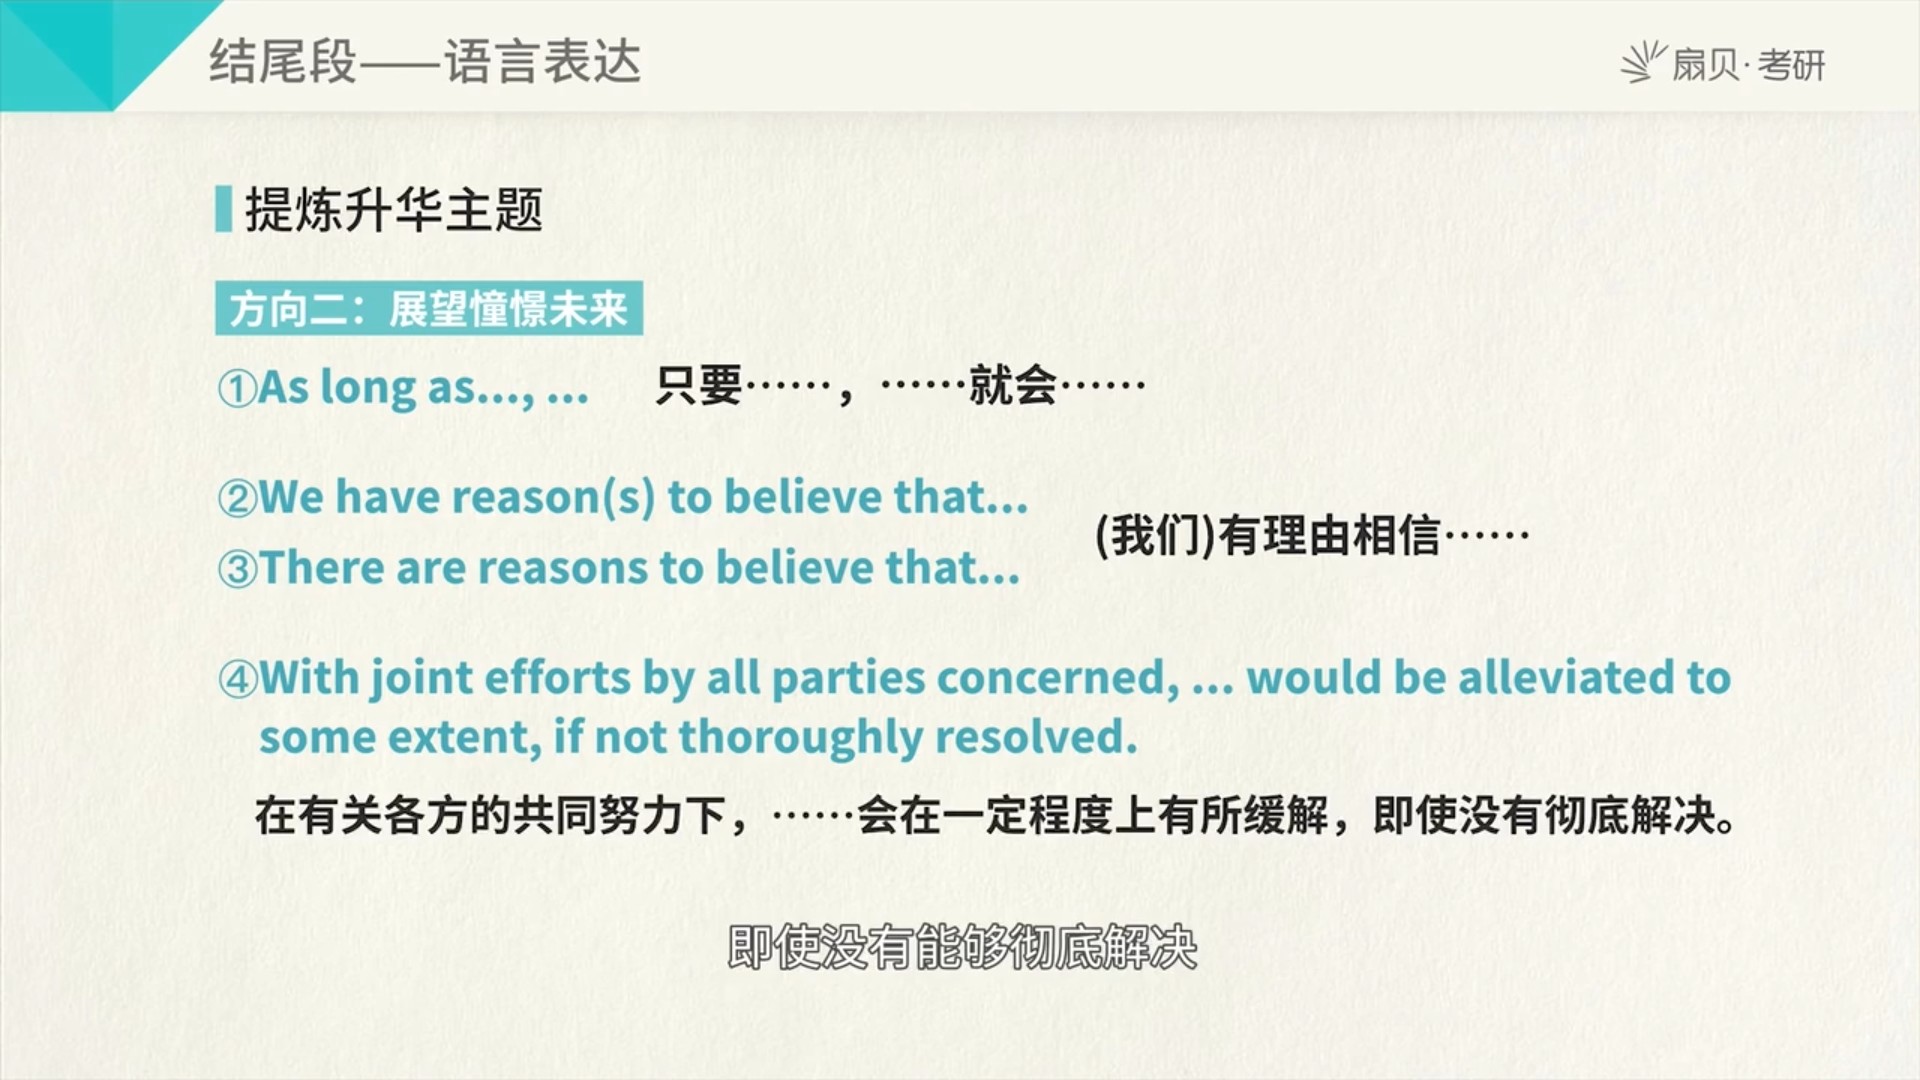 结尾段——语言表达
扇贝·考研
提炼升华主题
方向二：展望憧憬未来
①As long as..., ... 只要……，……就会……
②We have reason(s) to believe that...
(我们)有理由相信……
③There are reasons to believe that...
④With joint efforts by all parties concerned, ... would be alleviated to
some extent, if not thoroughly resolved.
在有关各方的共同努力下，……会在一定程度上有所缓解，即使没有彻底解决。
即使没有能够彻底解决